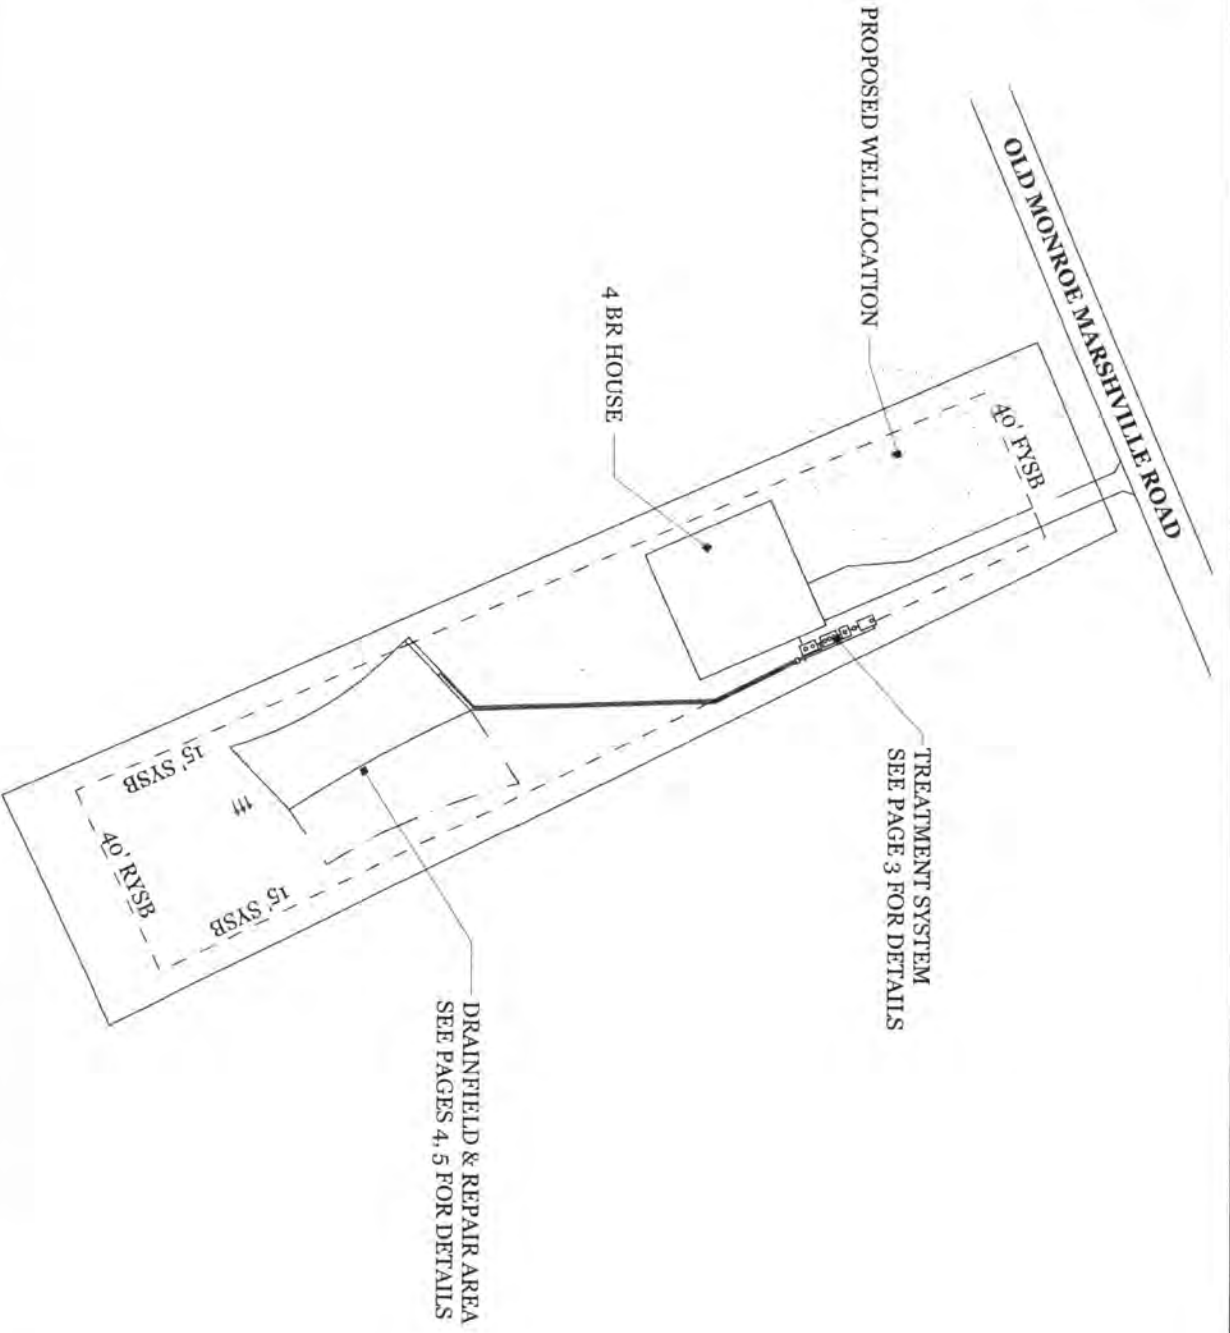 OLD MONROE MARSHVILLE ROAD
PROPOSED WELL LOCATION
40' FYSB
4 BR HOUSE
TREATMENT SYSTEM
SEE PAGE 3 FOR DETAILS
15' SYSB
40' RYSB
15' SYSB
DRAINFIELD & REPAIR AREA
SEE PAGES 4, 5 FOR DETAILS